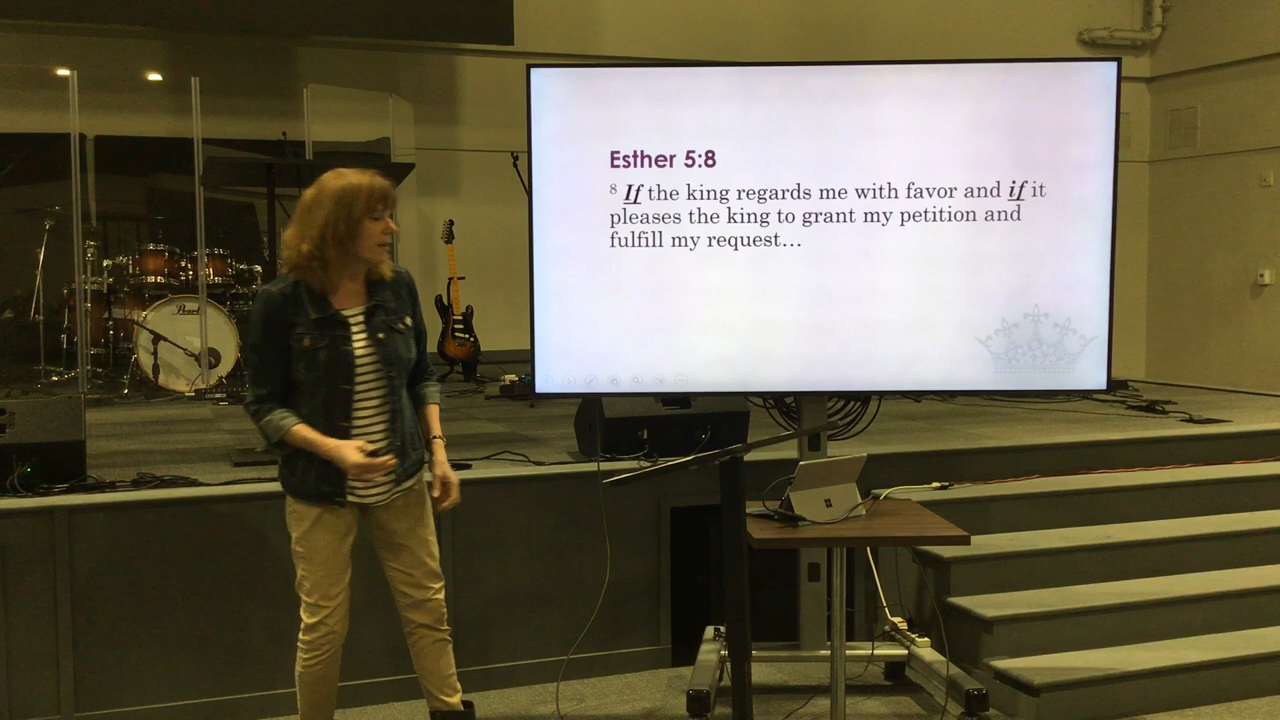 Esther 5:8
8 If the king regards me with favor and if it
pleases the king to grant my petition and
fulfill my request…
Pearl